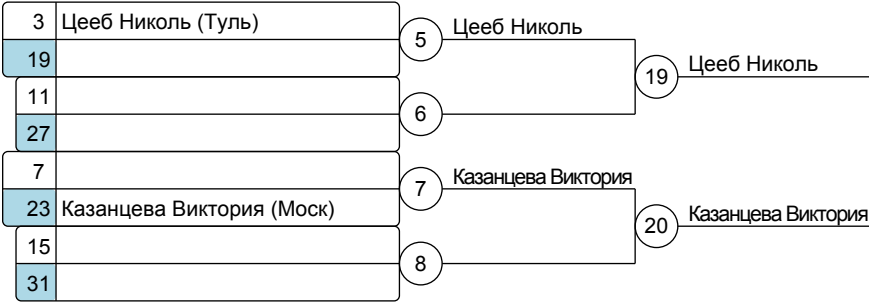 3 Цееб Николь (Туль)
19
5 Цееб Николь
11
27
6
19 Цееб Николь
7
23 Казанцева Виктория (Моск)
7 Казанцева Виктория
15
31
8
20 Казанцева Виктория